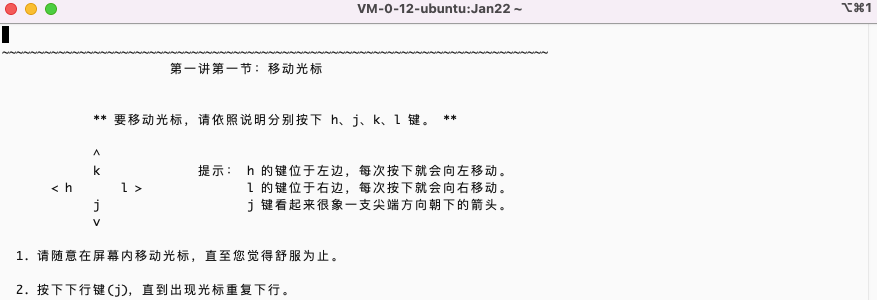 VM-0-12-ubuntu:Jan22 ~ ⌥⌘1
~~~~~~~~~~~~~~~~~~~~~~~~~~~~~~~~~~~~~~~~~~~~~~~~~~~~~~~~~~~~~~~~~~~~~~~~~~~~~~
第一讲第一节：移动光标
** 要移动光标，请依照说明分别按下 h、j、k、l 键。 **
^
k 提示： h 的键位于左边，每次按下就会向左移动。
< h l > l 的键位于右边，每次按下就会向右移动。
j j 键看起来很象一支尖端方向朝下的箭头。
v
1. 请随意在屏幕内移动光标，直至您觉得舒服为止。
2. 按下下行键(j)，直到出现光标重复下行。